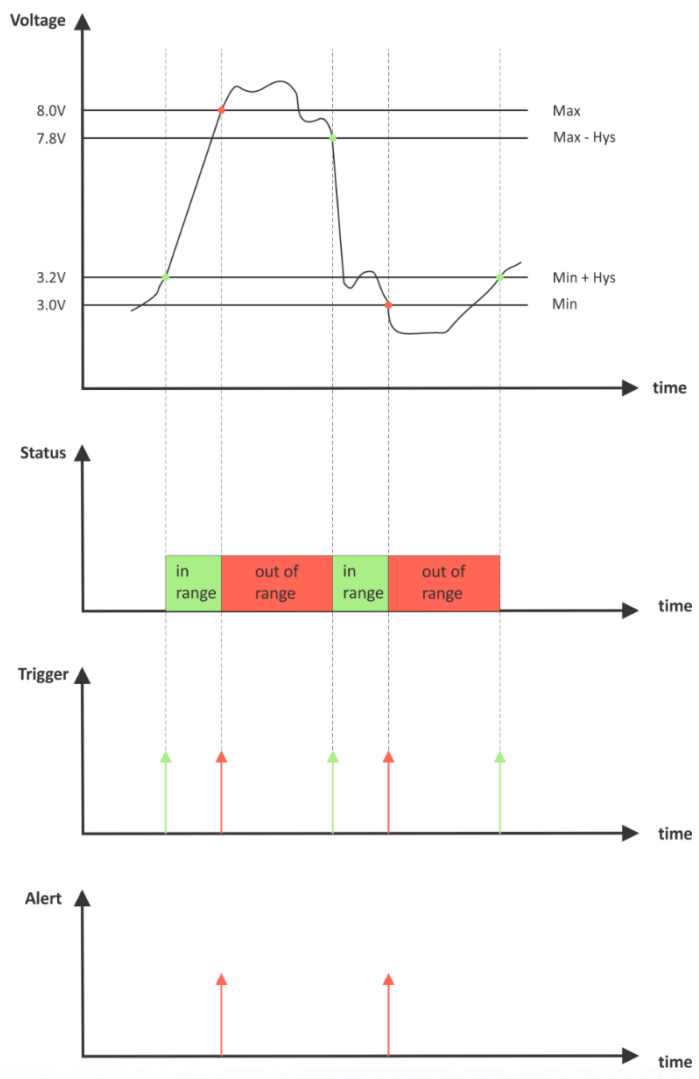 Voltage
8.0V
Max
7.8V
Max - Hys
3.2V
Min + Hys
3.0V
Min
time
Status
in
range
out of
range
in
range
out of
range
time
Trigger
time
Alert
time